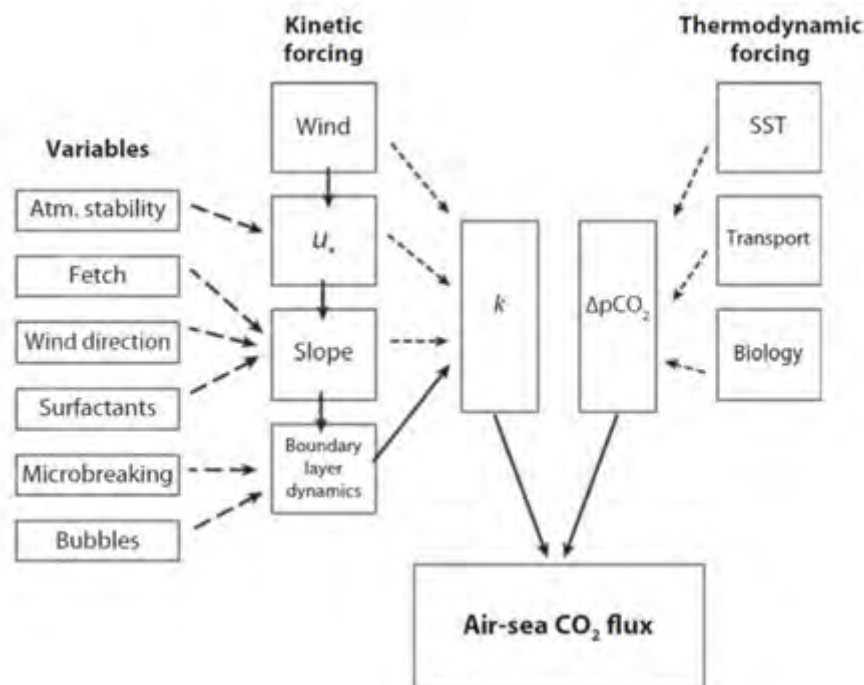 Kinetic
forcing
Thermodynamic
forcing
Wind
SST
Variables
Atm. stability
u*
Transport
Fetch
k
ΔpCO₂
Wind direction
Slope
Biology
Surfactants
Boundary
layer
dynamics
Microbreaking
Bubbles
Air-sea CO₂ flux